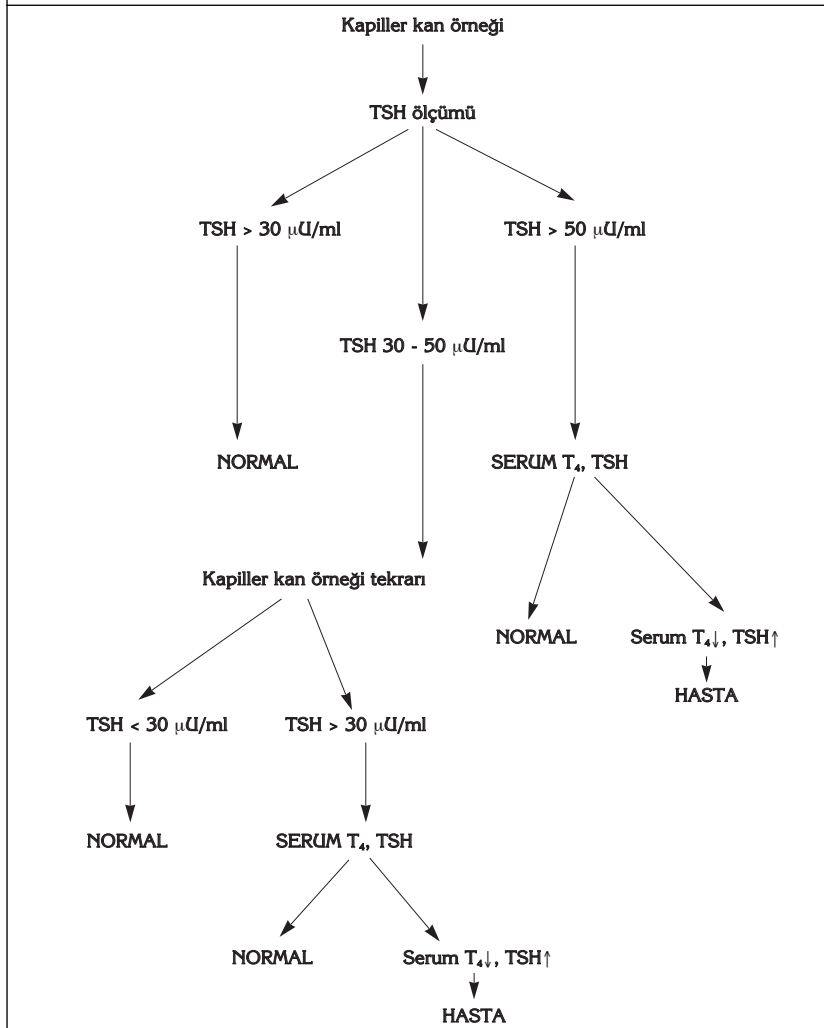 Kapiller kan örneği
TSH ölçümü
TSH > 30 µU/ml
TSH > 50 µU/ml
TSH 30 - 50 µU/ml
NORMAL
SERUM T₄, TSH
Kapiller kan örneği tekrarı
NORMAL
Serum T₄↓, TSH↑
HASTA
TSH < 30 µU/ml
TSH > 30 µU/ml
NORMAL
SERUM T₄, TSH
NORMAL
Serum T₄↓, TSH↑
HASTA